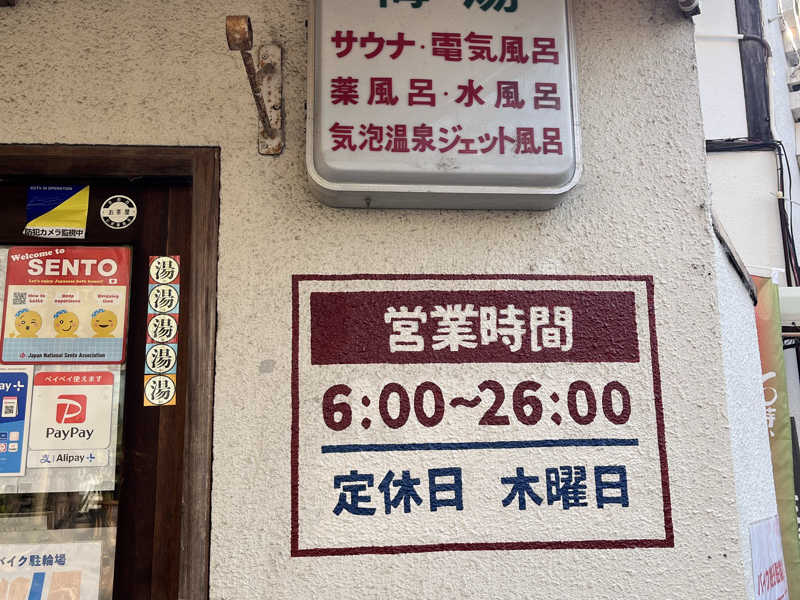 サウナ・電気風呂
薬風呂・水風呂
気泡温泉ジェット風呂
防犯カメラ監視中
Welcome to
SENTO
Japan National Sento Association
湯
湯
湯
湯
湯
ペイペイ使えます
PayPay
Alipay
バイク駐輪場
営業時間
6:00~26:00
定休日 木曜日